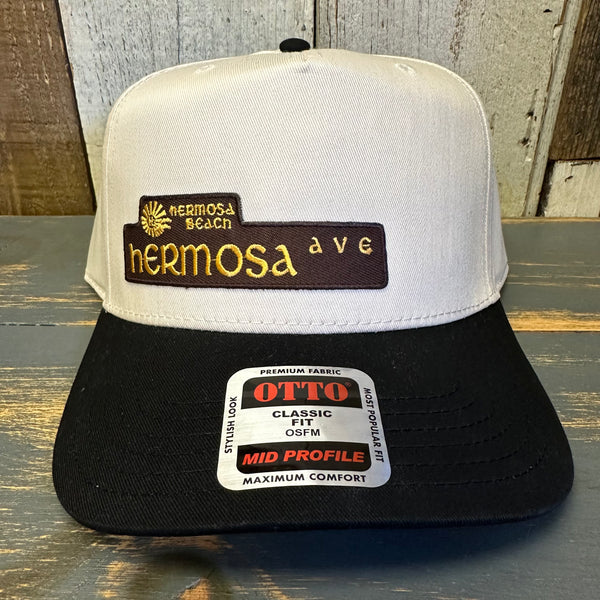 hERMOSA
BEACh
hERMOSA AVE
PREMIUM FABRIC
STYLISH LOOK
OTTO®
CLASSIC
FIT
OSFM
MID PROFILE
MOST POPULAR FIT
MAXIMUM COMFORT